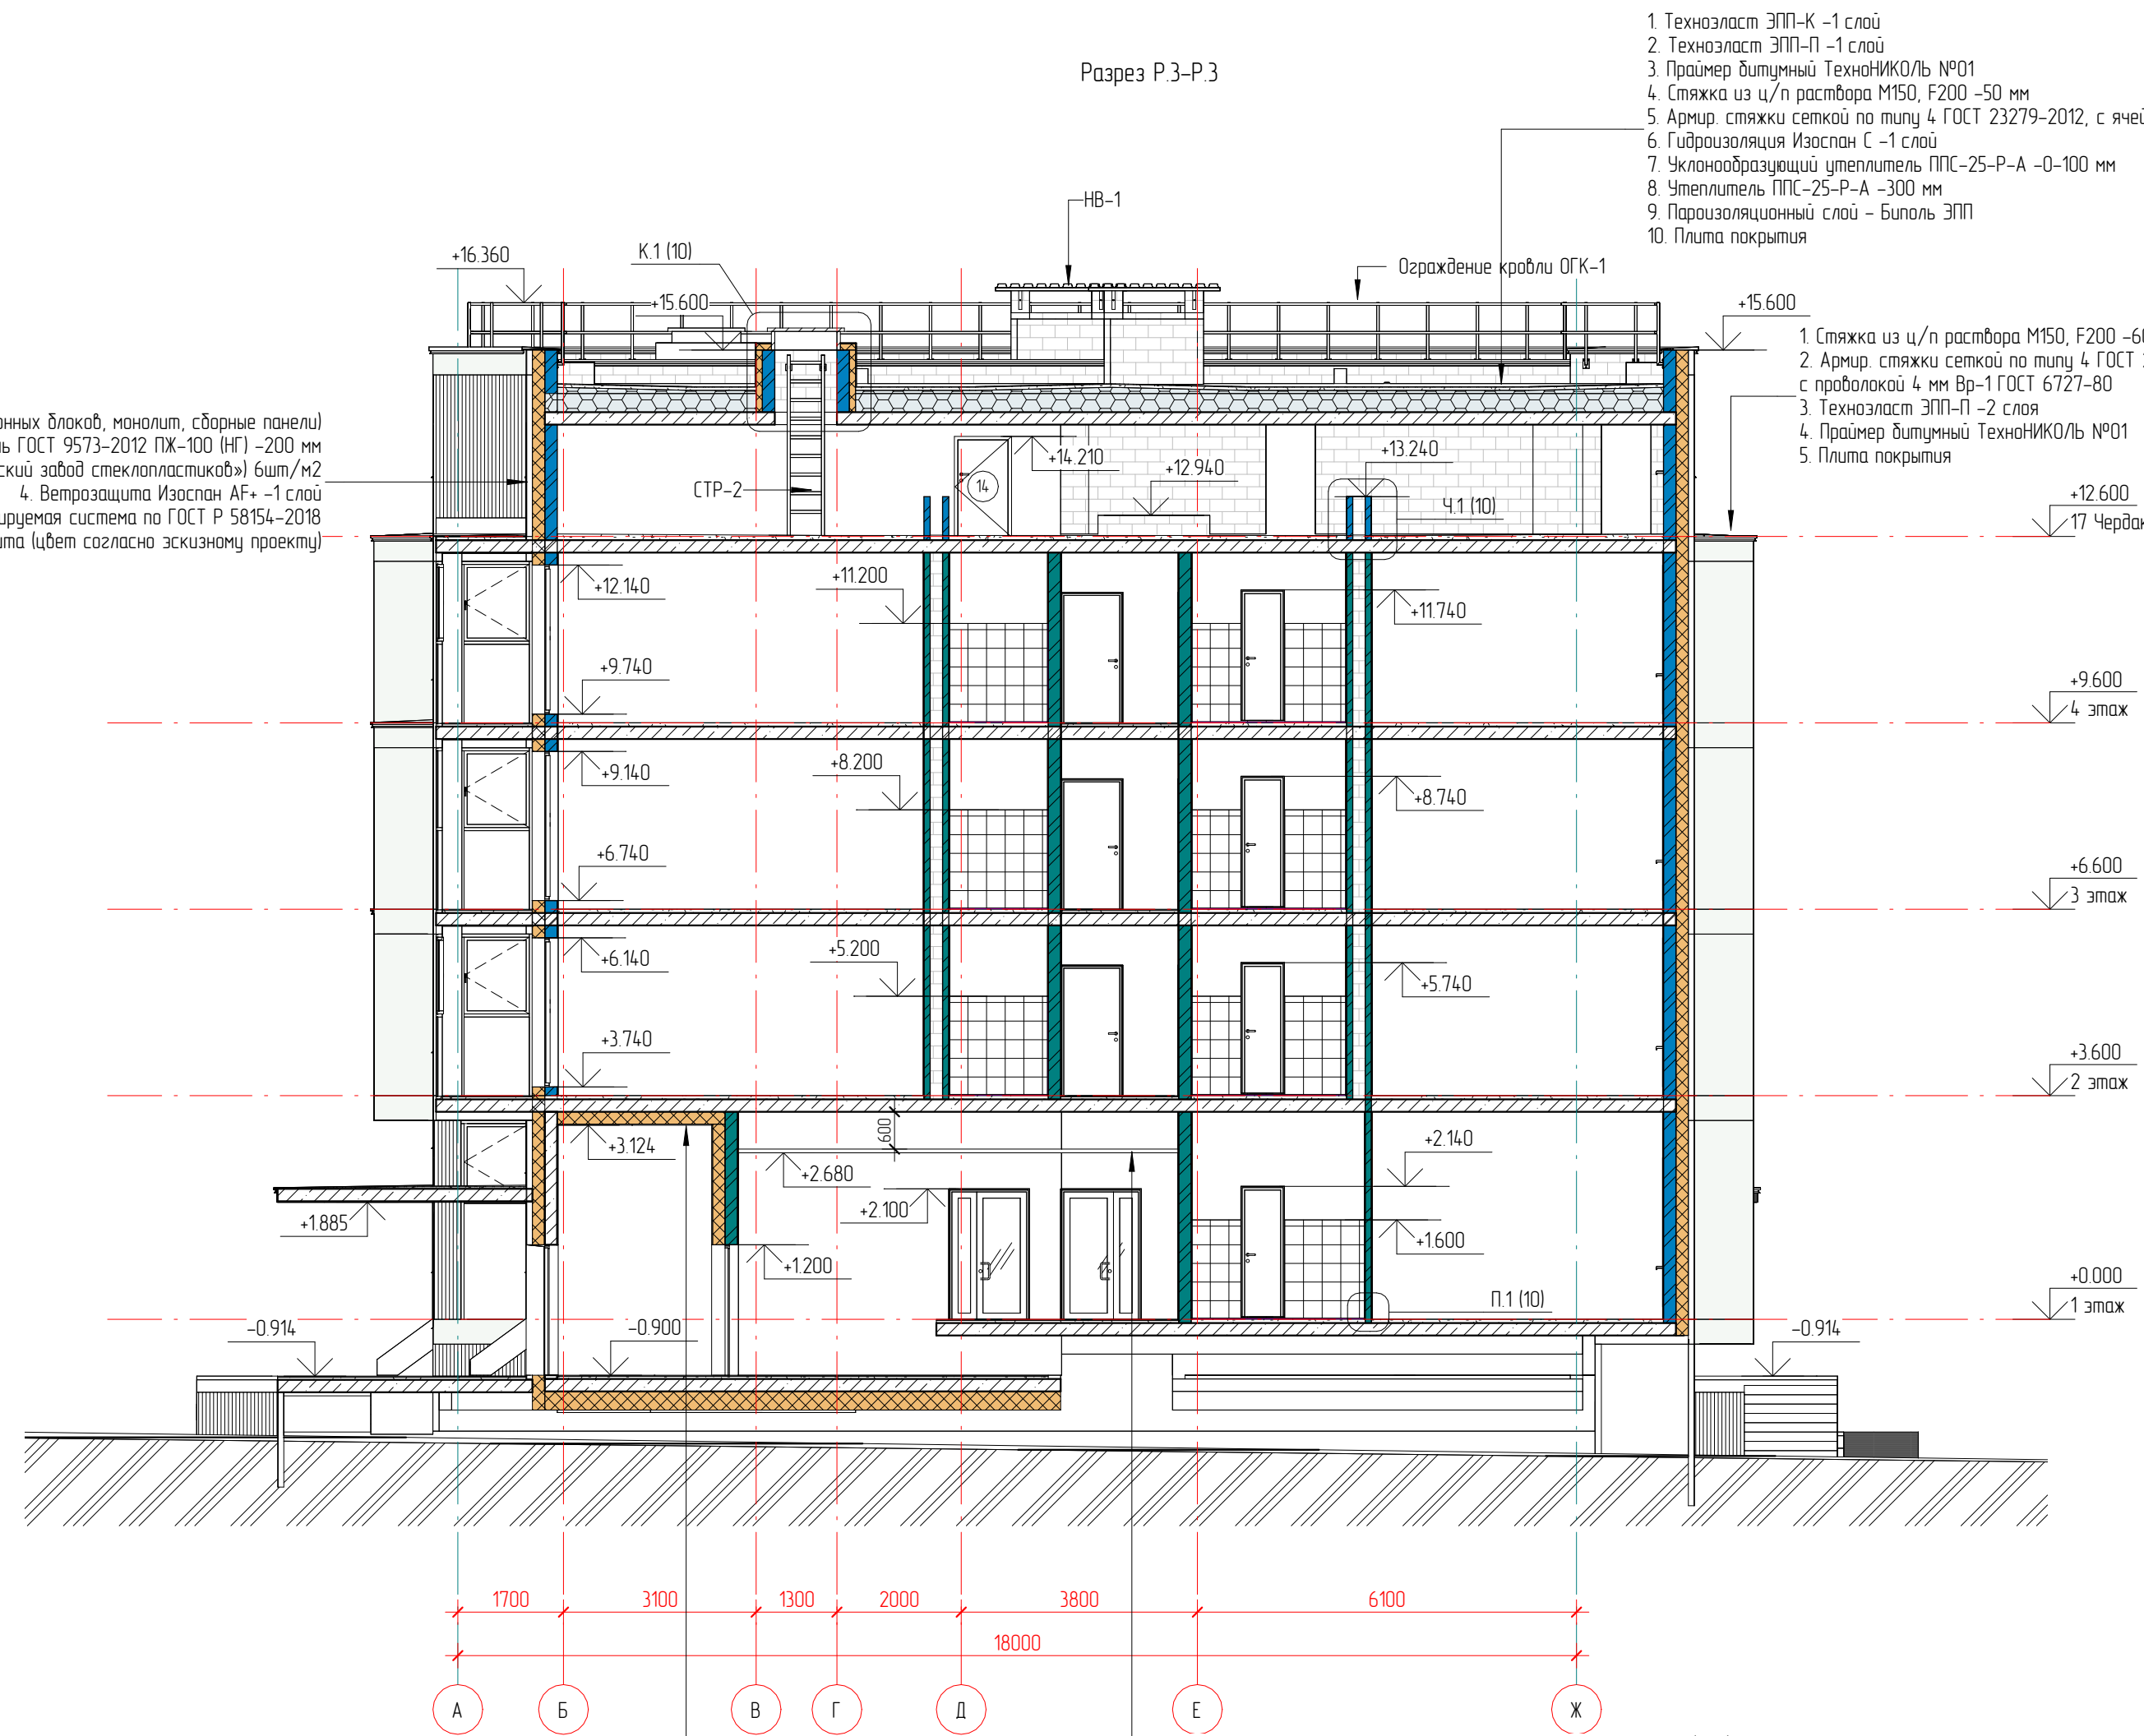 1. Техноэласт ЭПП-К -1 слой
2. Техноэласт ЭПП-П -1 слой
3. Праймер битумный ТехноНИКОЛЬ №01
4. Стяжка из ц/п раствора М150, F200 -50 мм
5. Армир. стяжки сеткой по типу 4 ГОСТ 23279-2012, с ячей
6. Гидроизоляция Изоспан С -1 слой
7. Уклонообразующий утеплитель ППС-25-Р-А -0-100 мм
8. Утеплитель ППС-25-Р-А -300 мм
9. Пароизоляционный слой - Биполь ЭПП
10. Плита покрытия
Разрез Р.3-Р.3
НВ-1
+16.360
К.1 (10)
Ограждение кровли ОГК-1
+15.600
+15.600
1. Стяжка из ц/п раствора М150, F200 -60
2. Армир. стяжки сеткой по типу 4 ГОСТ
с проволокой 4 мм Вр-1 ГОСТ 6727-80
3. Техноэласт ЭПП-П -2 слоя
4. Праймер битумный ТехноНИКОЛЬ №01
5. Плита покрытия
онных блоков, монолит, сборные панели)
ь ГОСТ 9573-2012 ПЖ-100 (НГ) -200 мм
ский завод стеклопластиков») 6шт/м2
4. Ветрозащита Изоспан AF+ -1 слой
ируемая система по ГОСТ Р 58154-2018
ита (цвет согласно эскизному проекту)
СТР-2
14
+14.210
+12.940
+13.240
Ч.1 (10)
+12.600
17 Чердак
+12.140
+11.200
+11.740
+9.740
+9.600
4 этаж
+9.140
+8.200
+8.740
+6.740
+6.600
3 этаж
+6.140
+5.200
+5.740
+3.740
+3.600
2 этаж
600
+3.124
+2.680
+2.140
+1.885
+2.100
+1.600
+1.200
+0.000
1 этаж
П.1 (10)
-0.914
-0.900
-0.914
1700
3100
1300
2000
3800
6100
18000
А
Б
В
Г
Д
Е
Ж